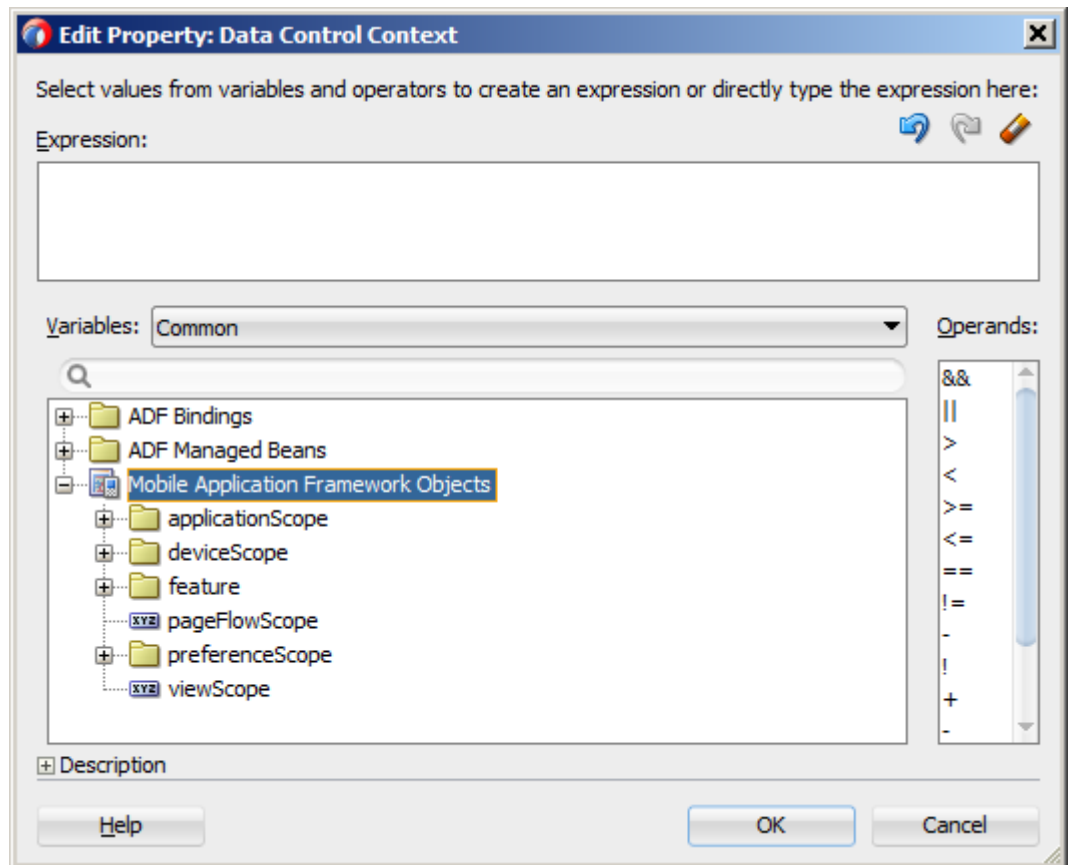 Edit Property: Data Control Context
Select values from variables and operators to create an expression or directly type the expression here:
Expression:
Variables: Common
Operands:
ADF Bindings
ADF Managed Beans
Mobile Application Framework Objects
applicationScope
deviceScope
feature
XYZ pageFlowScope
preferenceScope
XYZ viewScope
&&
||
>
<
>=
<=
==
!=
-
!
+
-
Description
Help
OK
Cancel